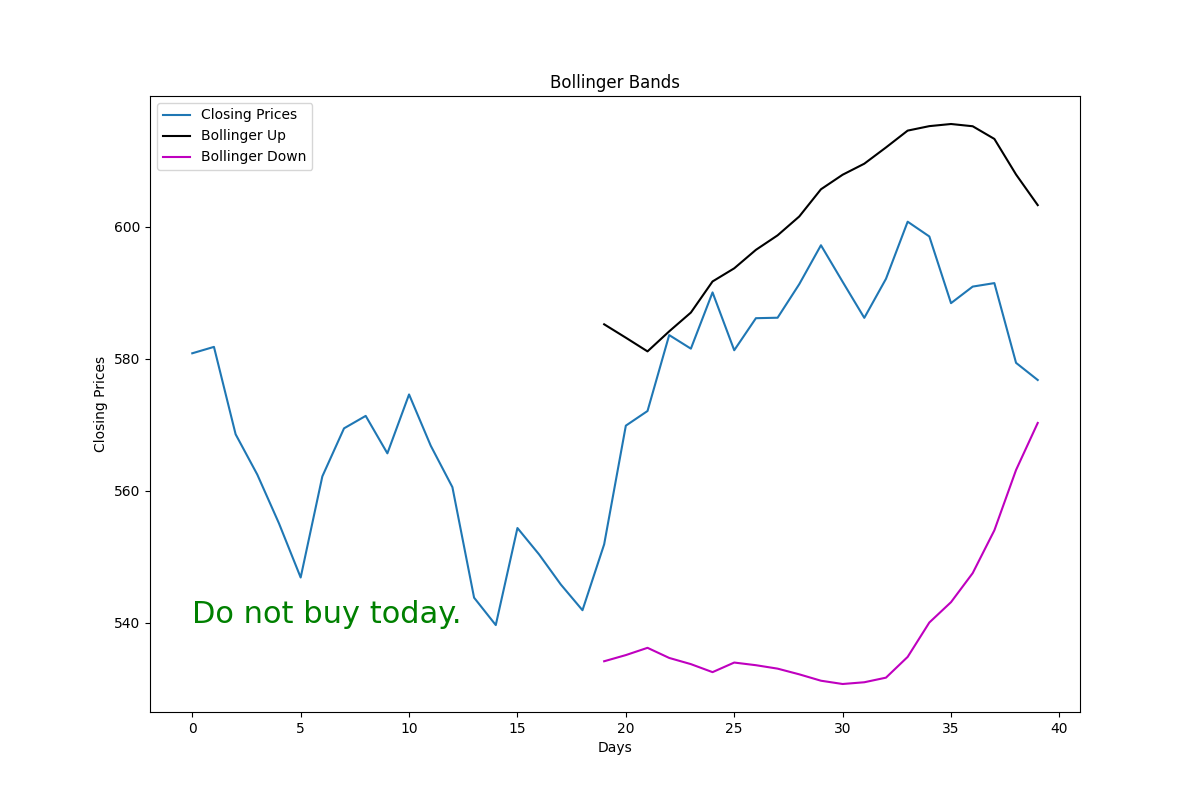 Bollinger Bands
Closing Prices
Bollinger Up
Bollinger Down
600
580
560
540
Closing Prices
Do not buy today.
0 5 10 15 20 25 30 35 40
Days